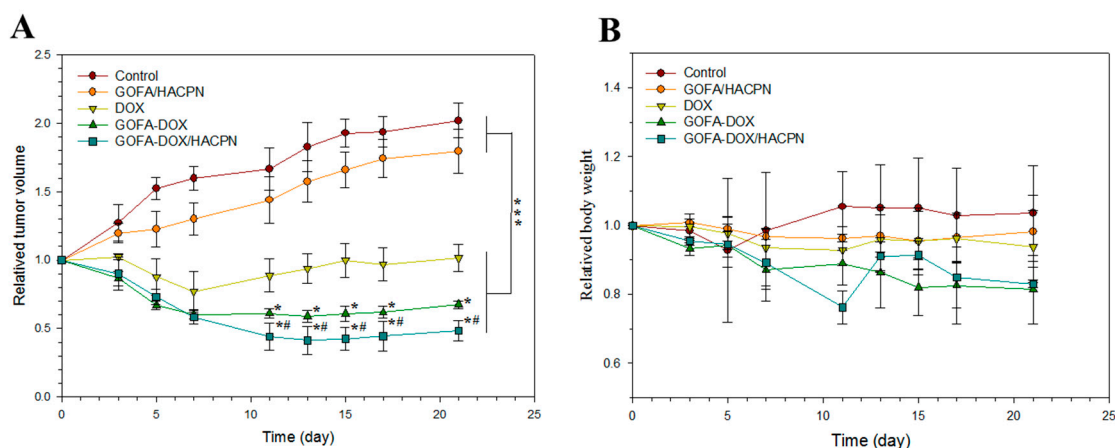 A
Relatived tumor volume
2.5
2.0
1.5
1.0
0.5
0.0
Control
GOFA/HACPN
DOX
GOFA-DOX
GOFA-DOX/HACPN
***
* * * * *
*# *# *# *# *#
0 5 10 15 20 25
Time (day)
B
Relatived body weight
1.4
1.2
1.0
0.8
0.6
Control
GOFA/HACPN
DOX
GOFA-DOX
GOFA-DOX/HACPN
0 5 10 15 20 25
Time (day)